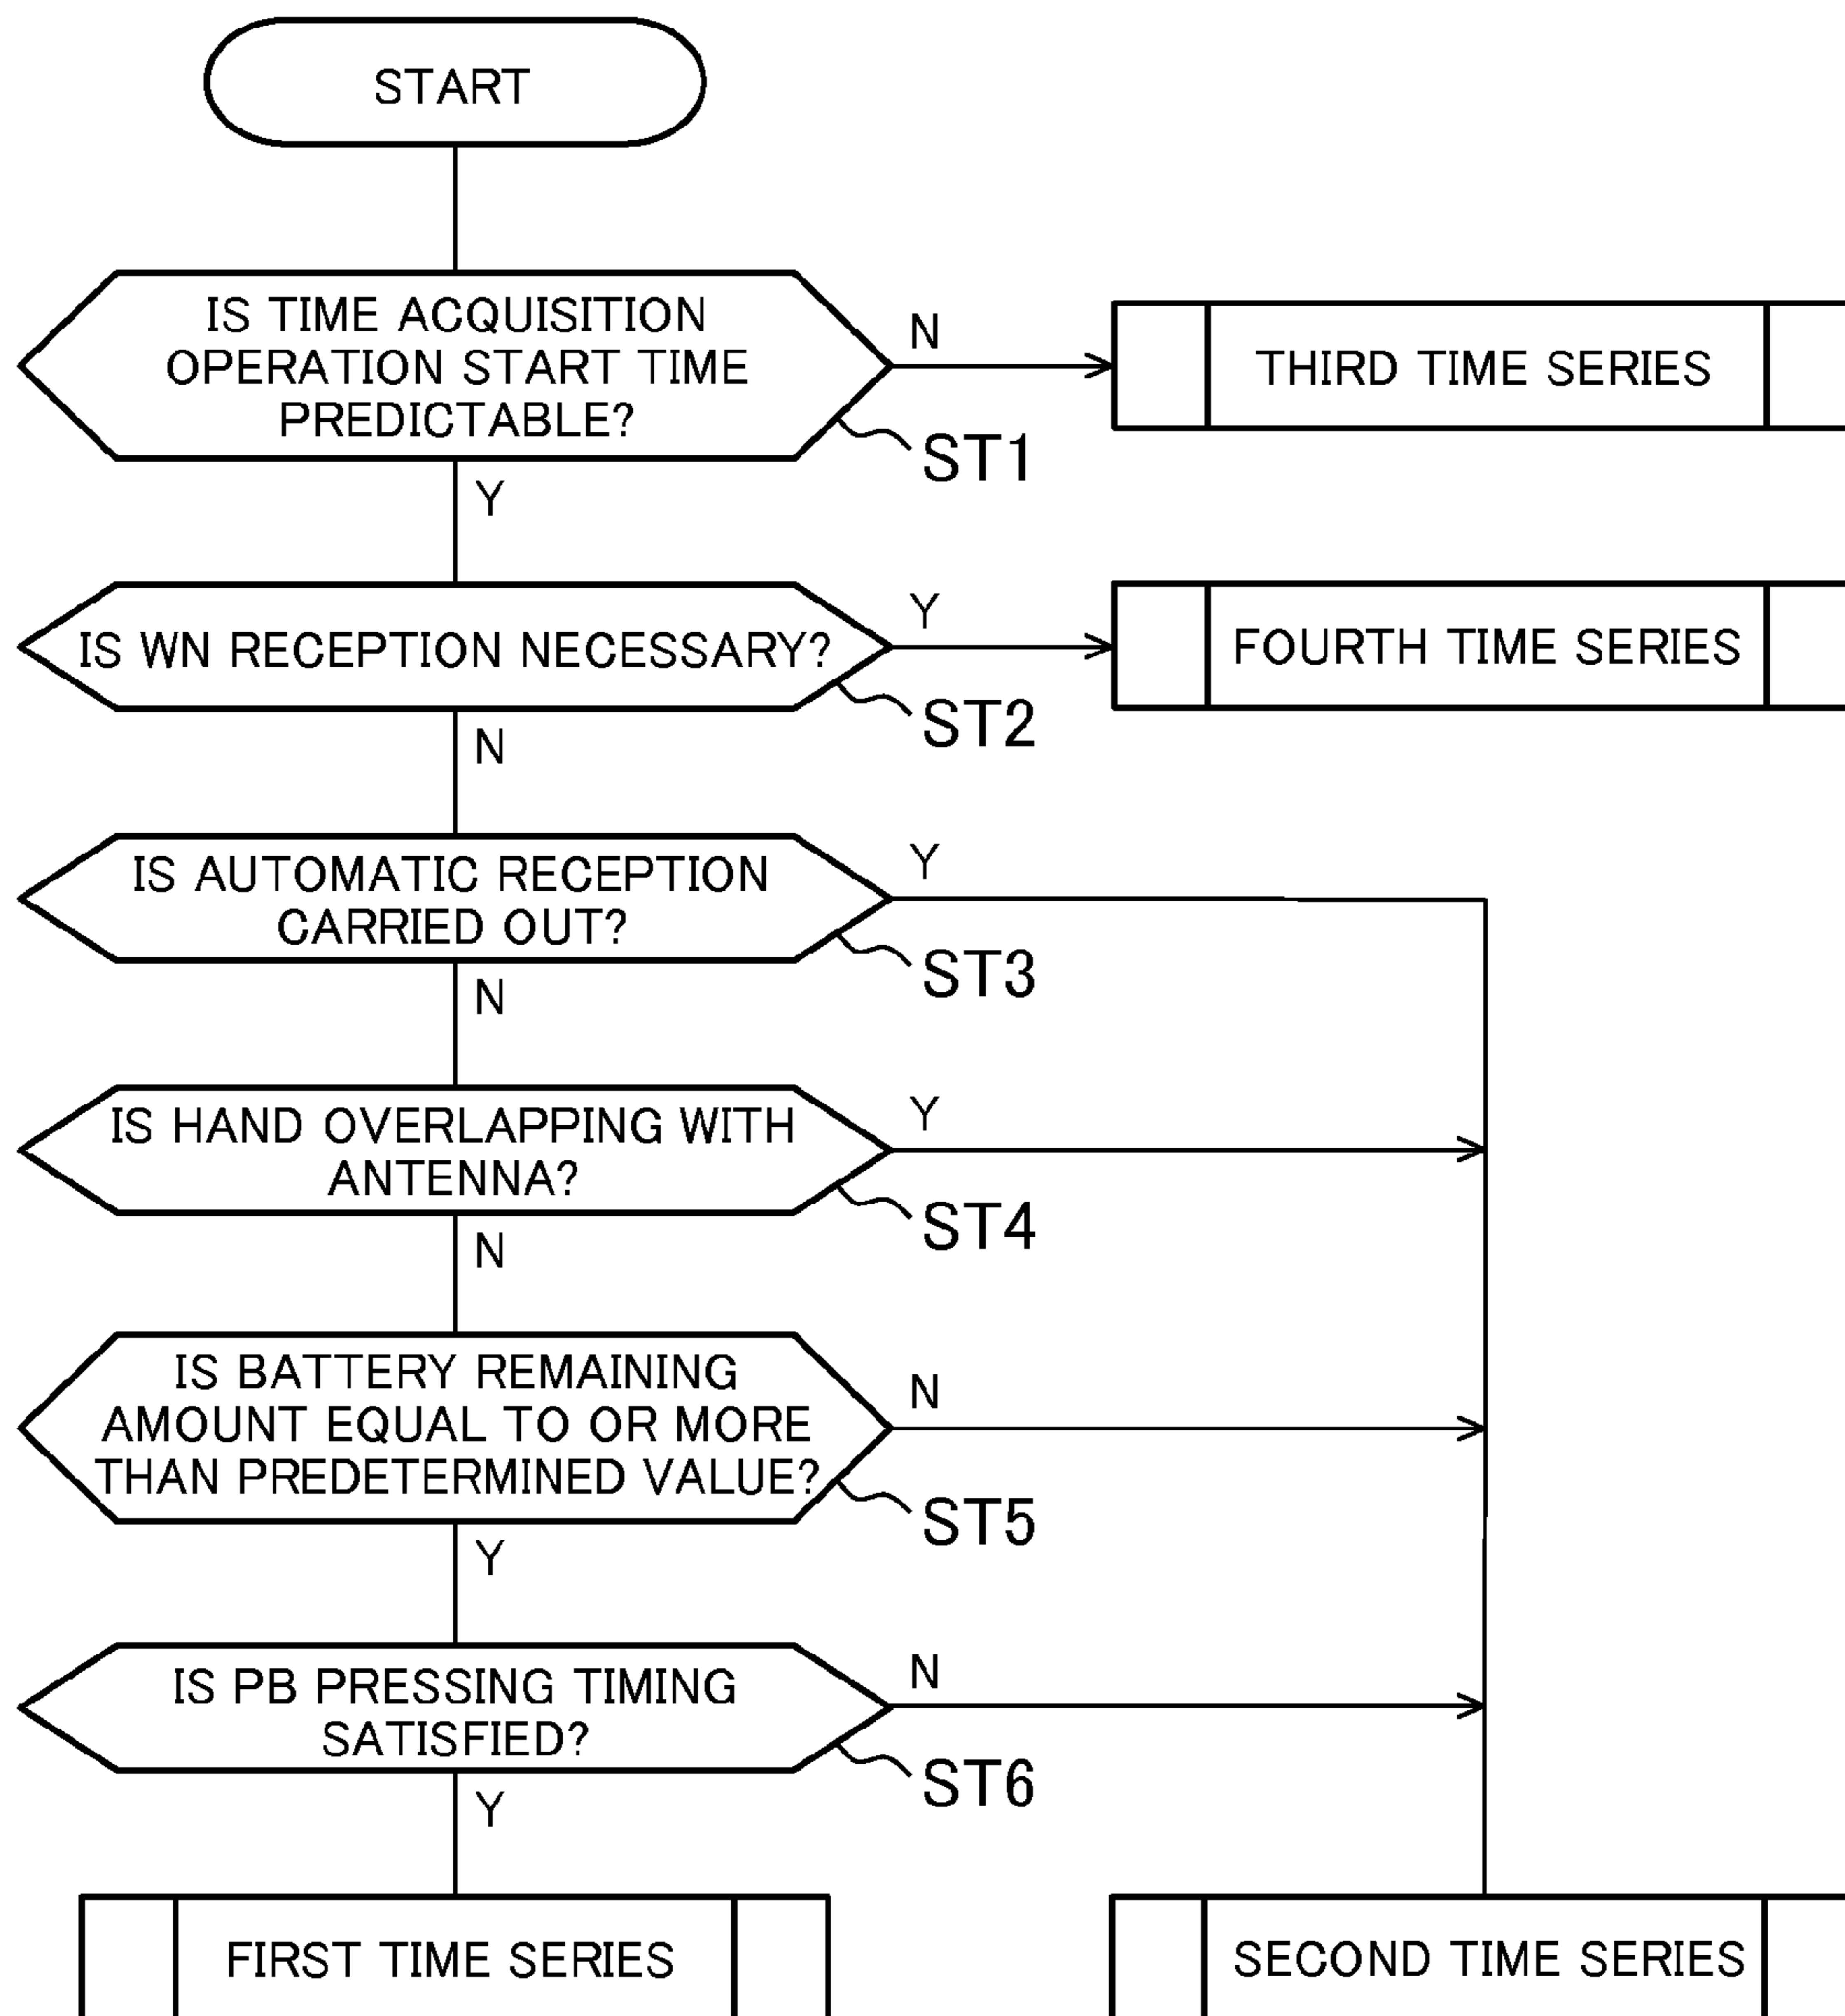 START
IS TIME ACQUISITION
OPERATION START TIME
PREDICTABLE?
N
THIRD TIME SERIES
ST1
Y
IS WN RECEPTION NECESSARY?
Y
FOURTH TIME SERIES
ST2
N
IS AUTOMATIC RECEPTION
CARRIED OUT?
Y
ST3
N
IS HAND OVERLAPPING WITH
ANTENNA?
Y
ST4
N
IS BATTERY REMAINING
AMOUNT EQUAL TO OR MORE
THAN PREDETERMINED VALUE?
N
ST5
Y
IS PB PRESSING TIMING
SATISFIED?
N
ST6
Y
FIRST TIME SERIES
SECOND TIME SERIES